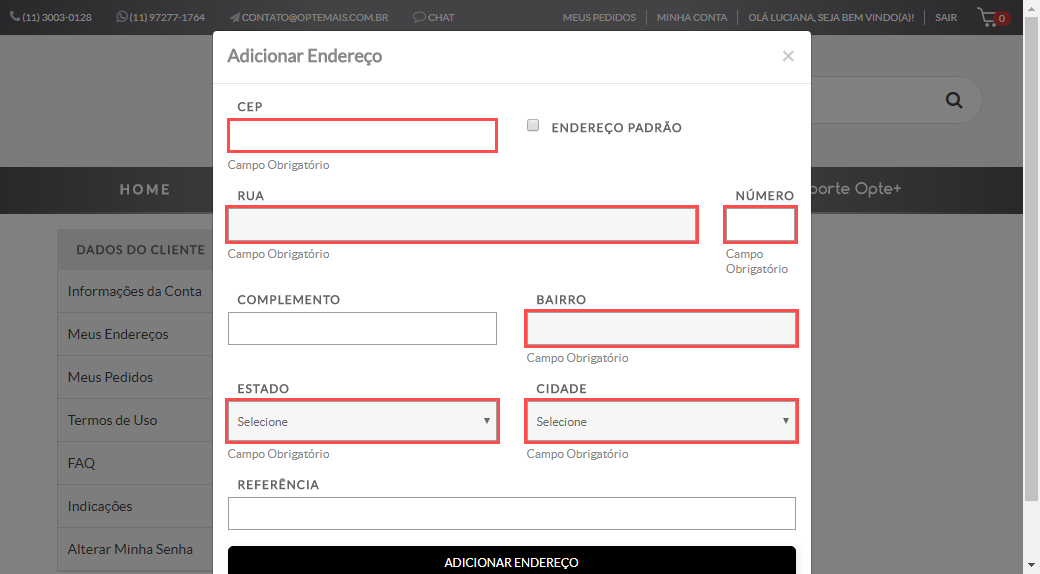 (11) 3003-0128 (11) 97277-1764 CONTATO@OPTEMAIS.COM.BR CHAT MEUS PEDIDOS MINHA CONTA OLÁ LUCIANA, SEJA BEM VINDO(A)! SAIR 0
Adicionar Endereço ×
CEP
ENDEREÇO PADRÃO
Campo Obrigatório
HOME porte Opte+
RUA NÚMERO
Campo Obrigatório Campo
Obrigatório
DADOS DO CLIENTE
Informações da Conta
Meus Endereços
Meus Pedidos
Termos de Uso
FAQ
Indicações
Alterar Minha Senha
COMPLEMENTO BAIRRO
Campo Obrigatório
ESTADO CIDADE
Selecione Selecione
Campo Obrigatório Campo Obrigatório
REFERÊNCIA
ADICIONAR ENDEREÇO